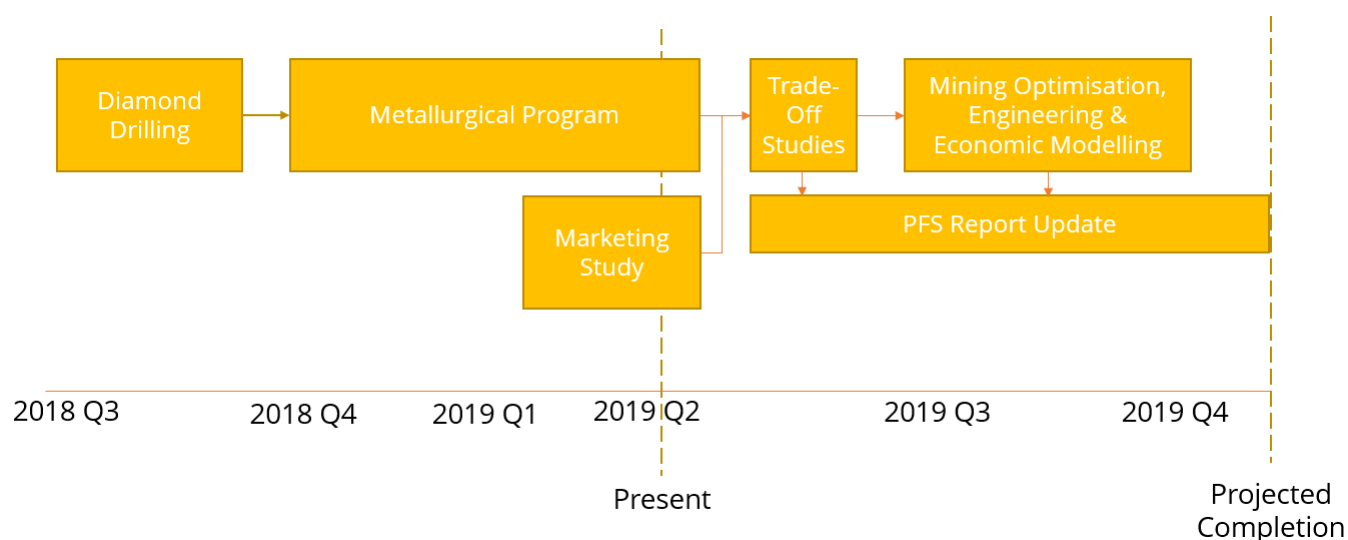 Diamond
Drilling
Metallurgical Program
Trade-
Off
Studies
Mining Optimisation,
Engineering &
Economic Modelling
Marketing
Study
PFS Report Update
2018 Q3
2018 Q4
2019 Q1
2019 Q2
2019 Q3
2019 Q4
Present
Projected
Completion